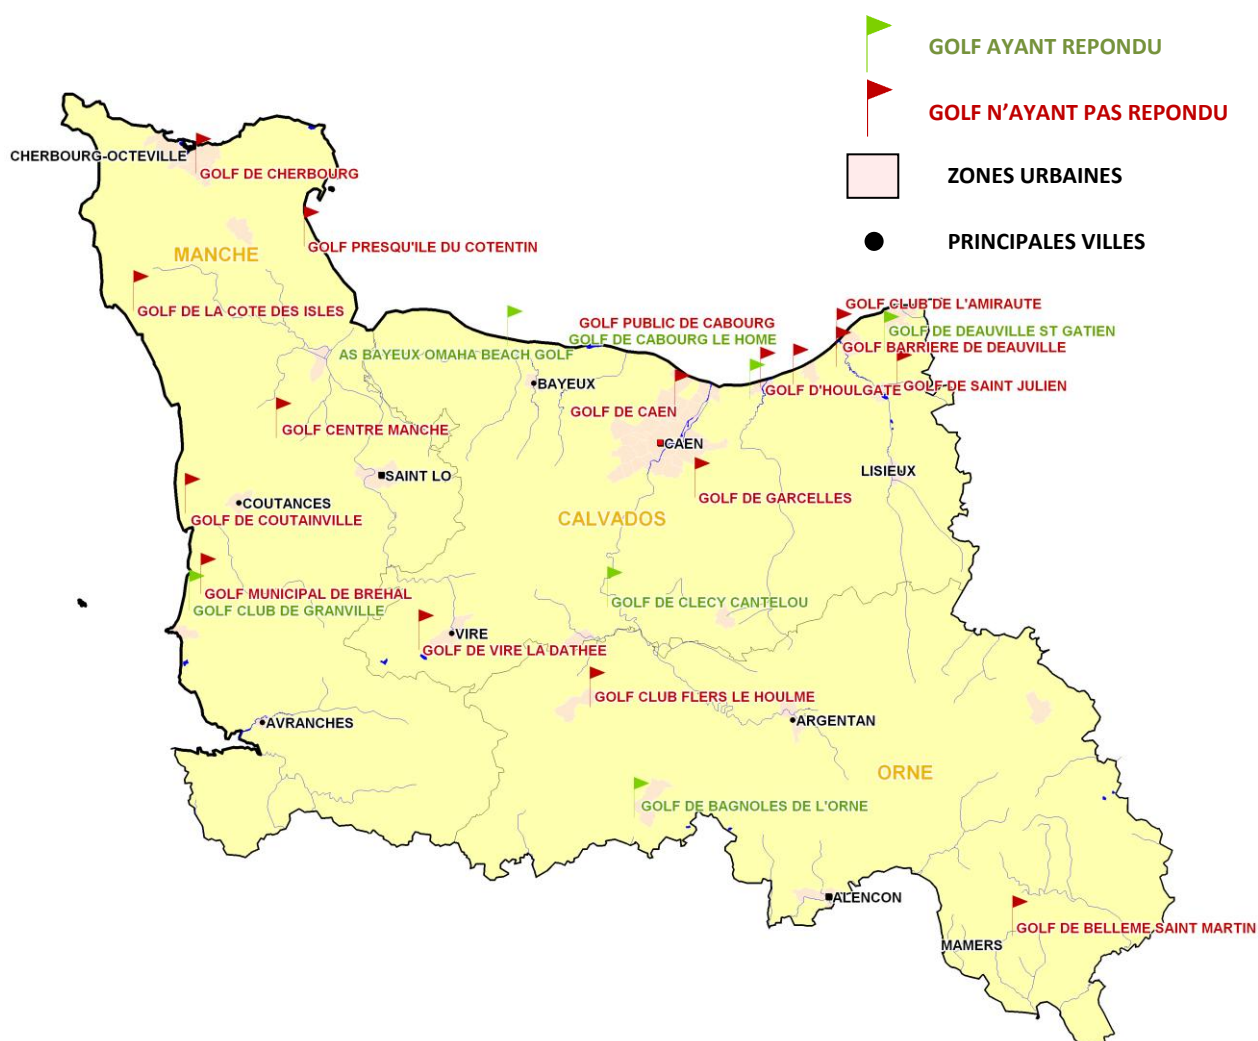 GOLF AYANT REPONDU
GOLF N'AYANT PAS REPONDU
ZONES URBAINES
PRINCIPALES VILLES
CHERBOURG-OCTEVILLE
GOLF DE CHERBOURG
GOLF PRESQU'ILE DU COTENTIN
MANCHE
GOLF DE LA COTE DES ISLES
GOLF CLUB DE L'AMIRAUTE
GOLF PUBLIC DE CABOURG
GOLF DE DEAUVILLE ST GATIEN
GOLF DE CABOURG LE HOME
GOLF BARRIERE DE DEAUVILLE
AS BAYEUX OMAHA BEACH GOLF
BAYEUX
GOLF D'HOULGATE
GOLF DE SAINT JULIEN
GOLF DE CAEN
GOLF CENTRE MANCHE
CAEN
LISIEUX
SAINT LO
GOLF DE GARCELLES
COUTANCES
GOLF DE COUTAINVILLE
CALVADOS
GOLF MUNICIPAL DE BREHAL
GOLF DE CLECY CANTELOU
GOLF CLUB DE GRANVILLE
VIRE
GOLF DE VIRE LA DATHEE
GOLF CLUB FLERS LE HOULME
AVRANCHES
ARGENTAN
ORNE
GOLF DE BAGNOLES DE L'ORNE
ALENCON
GOLF DE BELLEME SAINT MARTIN
MAMERS